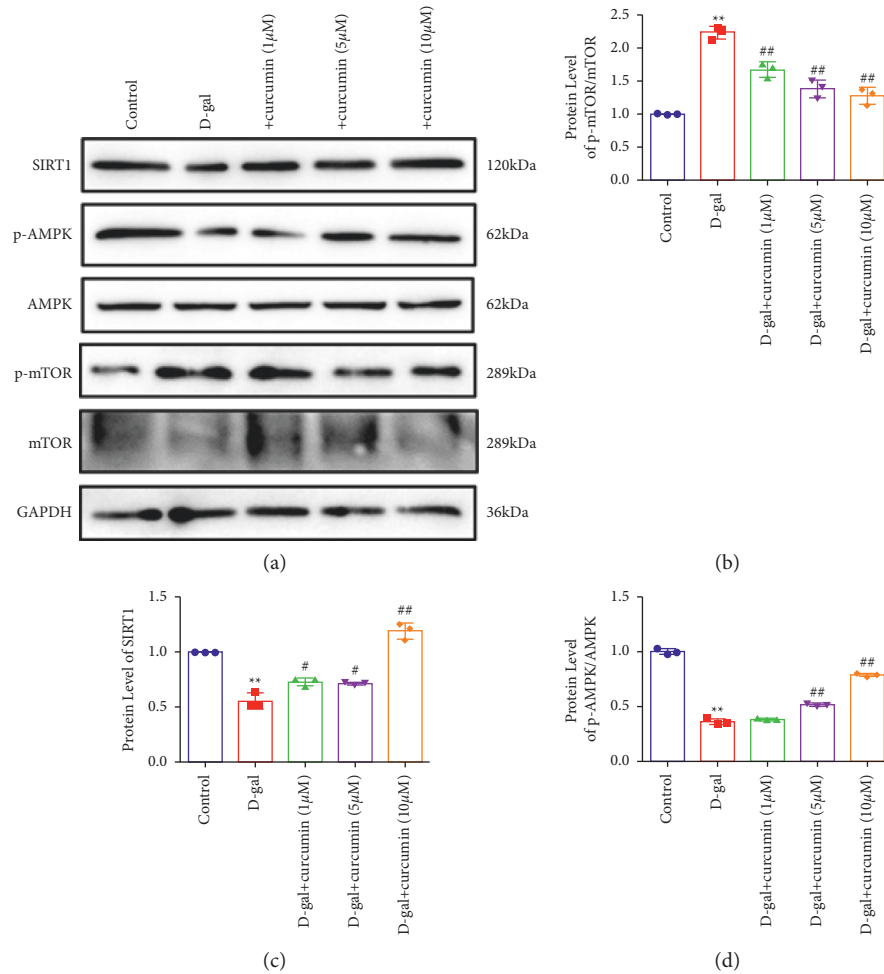 Control
D-gal
+curcumin (1μM)
+curcumin (5μM)
+curcumin (10μM)
SIRT1
120kDa
p-AMPK
62kDa
AMPK
62kDa
p-mTOR
289kDa
mTOR
289kDa
GAPDH
36kDa
(a)
Protein Level
of p-mTOR/mTOR
2.5
2.0
1.5
1.0
0.5
0.0
**
##
##
##
Control
D-gal
D-gal+curcumin (1μM)
D-gal+curcumin (5μM)
D-gal+curcumin (10μM)
(b)
Protein Level of SIRT1
1.5
1.0
0.5
0.0
**
#
#
##
Control
D-gal
D-gal+curcumin (1μM)
D-gal+curcumin (5μM)
D-gal+curcumin (10μM)
(c)
Protein Level
of p-AMPK/AMPK
1.5
1.0
0.5
0.0
**
##
##
Control
D-gal
D-gal+curcumin (1μM)
D-gal+curcumin (5μM)
D-gal+curcumin (10μM)
(d)